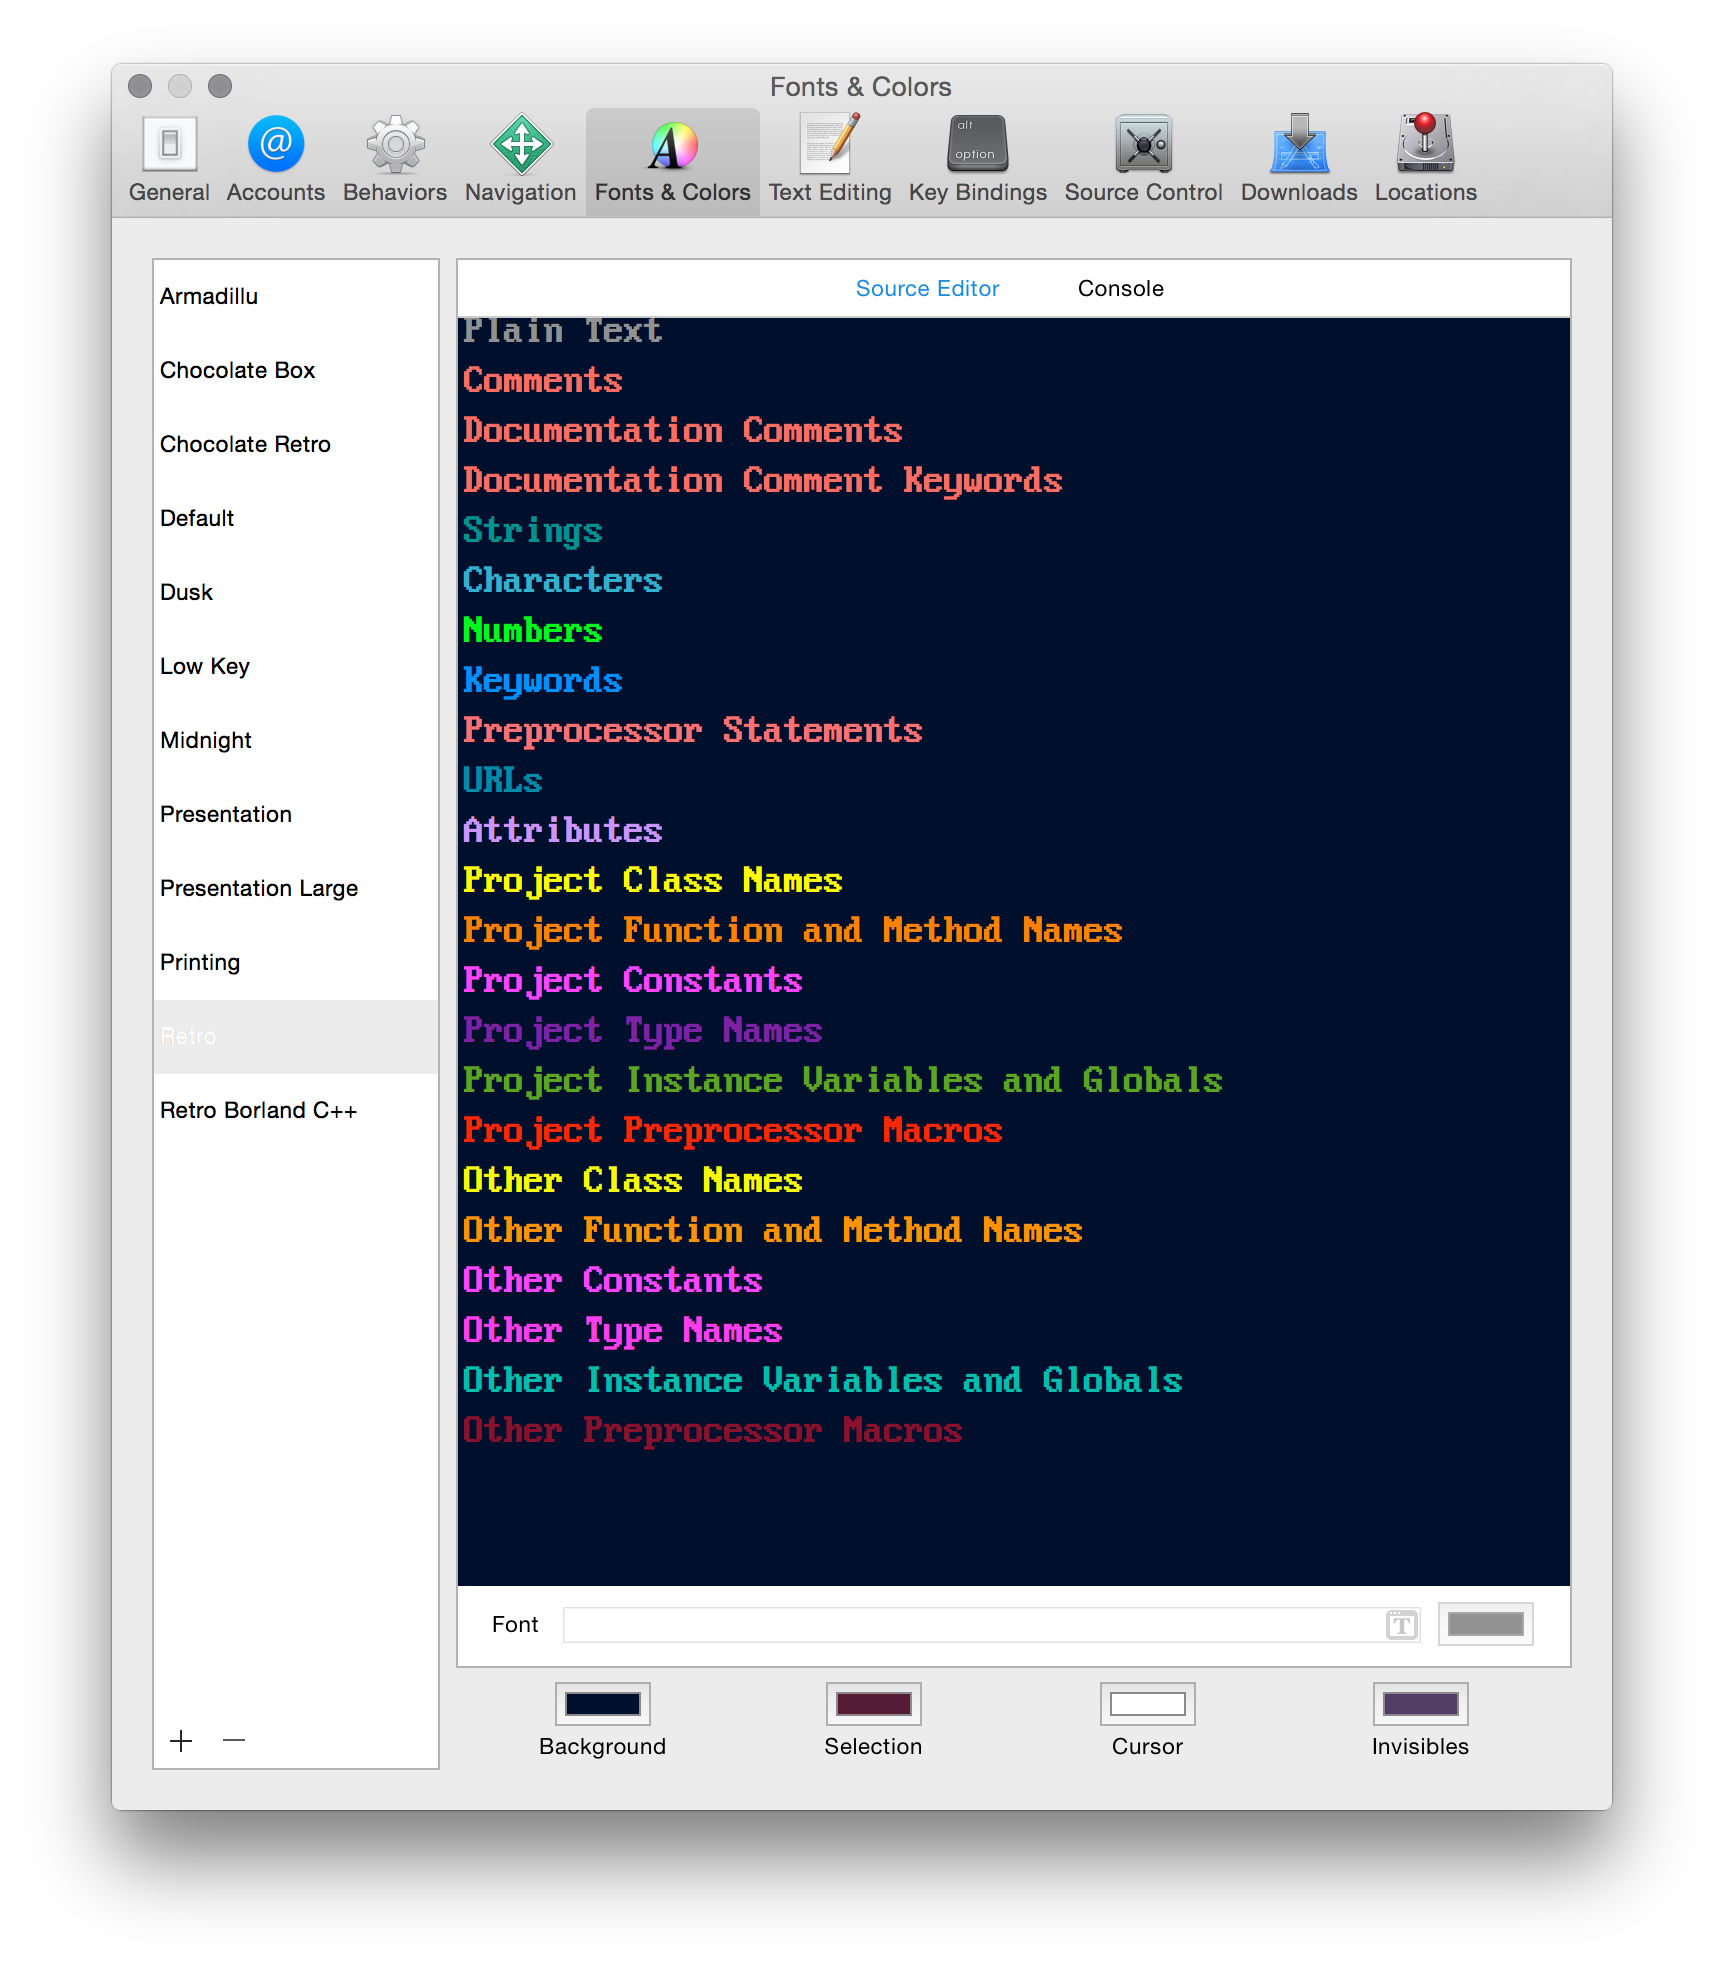 Fonts & Colors
General Accounts Behaviors Navigation Fonts & Colors Text Editing Key Bindings Source Control Downloads Locations
@
A
alt
option
Armadillu
Chocolate Box
Chocolate Retro
Default
Dusk
Low Key
Midnight
Presentation
Presentation Large
Printing
Retro
Retro Borland C++
Source Editor Console
Plain Text
Comments
Documentation Comments
Documentation Comment Keywords
Strings
Characters
Numbers
Keywords
Preprocessor Statements
URLs
Attributes
Project Class Names
Project Function and Method Names
Project Constants
Project Type Names
Project Instance Variables and Globals
Project Preprocessor Macros
Other Class Names
Other Function and Method Names
Other Constants
Other Type Names
Other Instance Variables and Globals
Other Preprocessor Macros
Font
T
Background Selection Cursor Invisibles